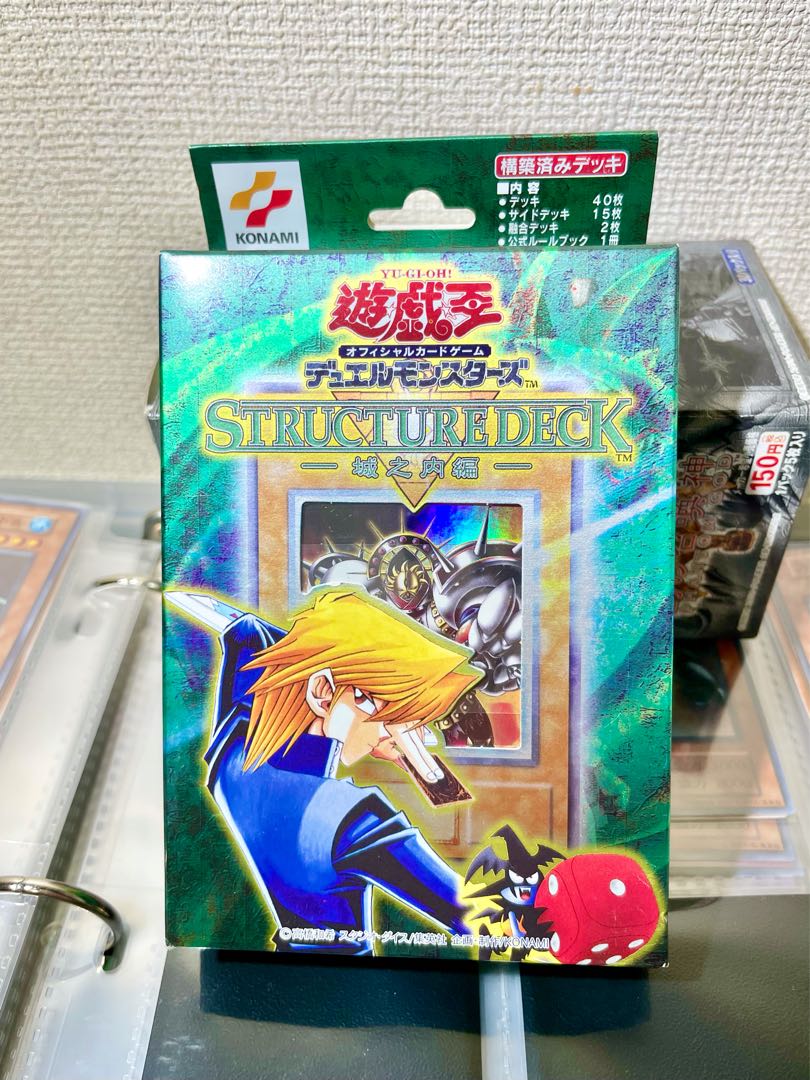 構築済みデッキ
KONAMI
■内容
●デッキ 40枚
●サイドデッキ 15枚
●融合デッキ 2枚
●公式ルールブック 1冊
YU-GI-OH!
遊戯王
オフィシャルカードゲーム
デュエルモンスターズ™
STRUCTURE DECK™
城之内編
150円
©高橋和希 スタジオ・ダイス/集英社 企画・制作/KONAMI